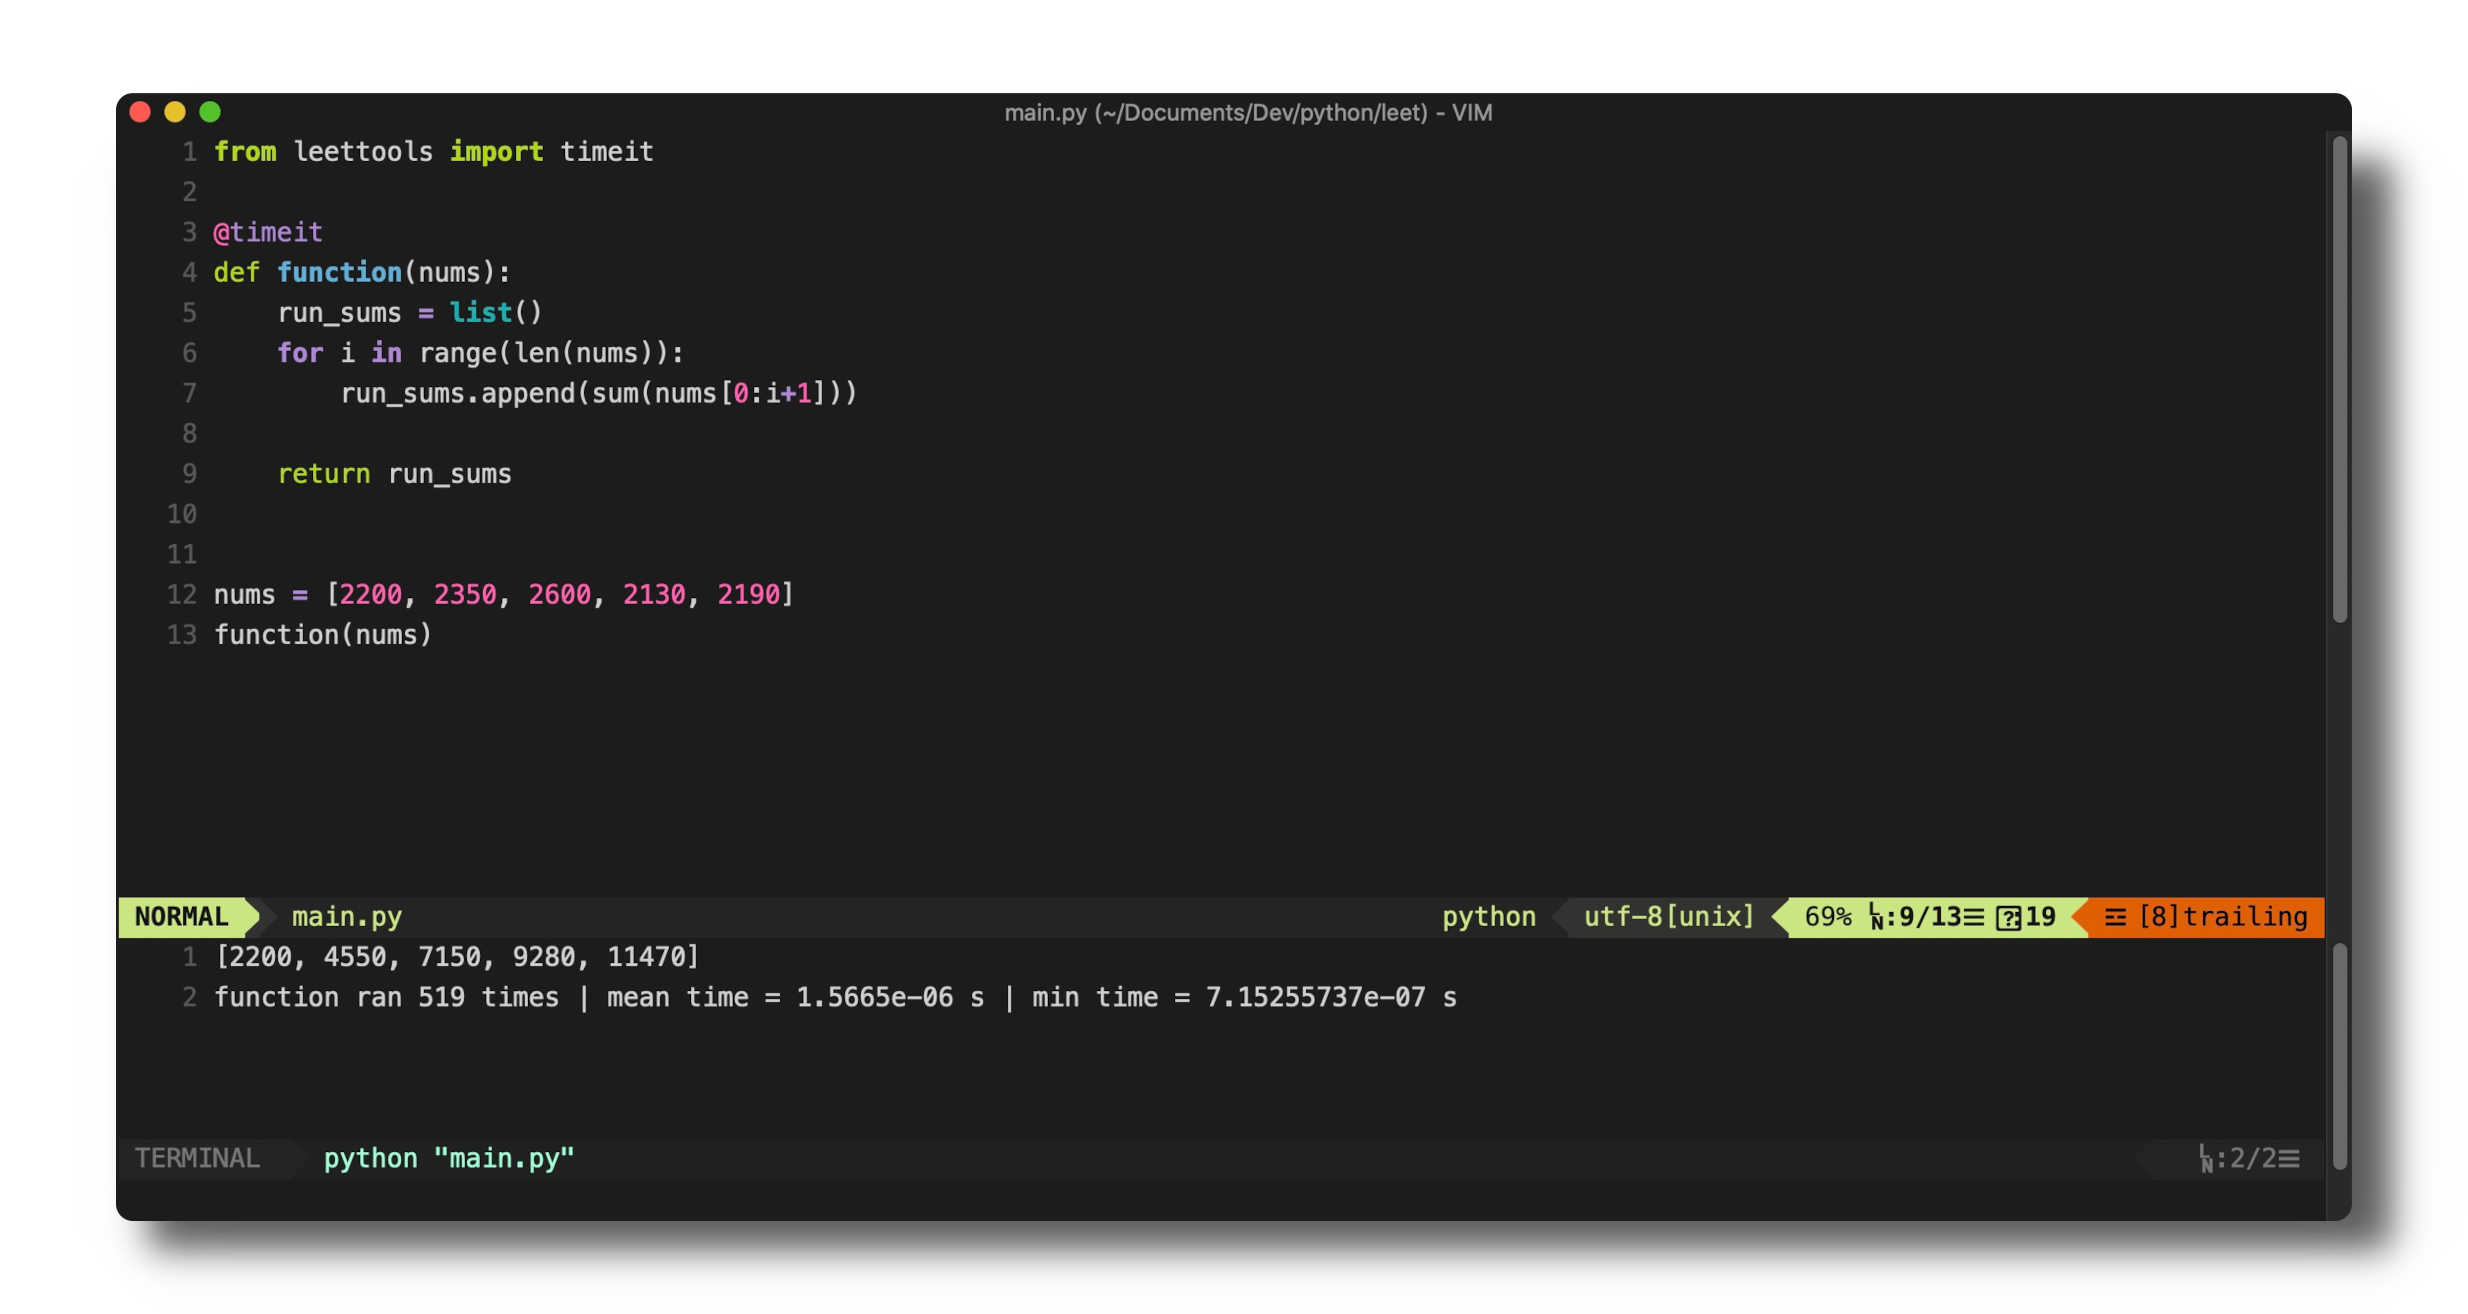 main.py (~/Documents/Dev/python/leet) - VIM
1 from leettools import timeit
2
3 @timeit
4 def function(nums):
5     run_sums = list()
6     for i in range(len(nums)):
7         run_sums.append(sum(nums[0:i+1]))
8
9     return run_sums
10
11
12 nums = [2200, 2350, 2600, 2130, 2190]
13 function(nums)
NORMAL main.py python utf-8[unix] 69% ␤:9/13☰ ⍰19 ☲ [8]trailing
1 [2200, 4550, 7150, 9280, 11470]
2 function ran 519 times | mean time = 1.5665e-06 s | min time = 7.15255737e-07 s
TERMINAL python "main.py" ␤:2/2☰